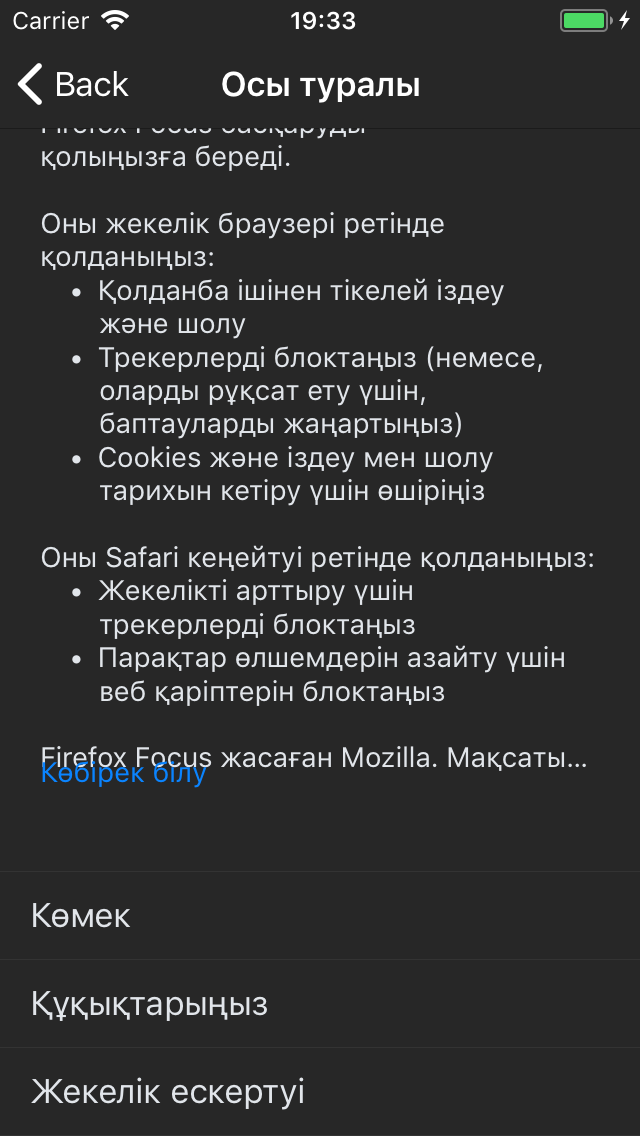 Carrier 19:33
Back Осы туралы
Firefox Focus басқаруды
қолыңызға береді.
Оны жекелік браузері ретінде
қолданыңыз:
• Қолданба ішінен тікелей іздеу
және шолу
• Трекерлерді блоктаңыз (немесе,
оларды рұқсат ету үшін,
баптауларды жаңартыңыз)
• Cookies және іздеу мен шолу
тарихын кетіру үшін өшіріңіз
Оны Safari кеңейтуі ретінде қолданыңыз:
• Жекелікті арттыру үшін
трекерлерді блоктаңыз
• Парақтар өлшемдерін азайту үшін
веб қаріптерін блоктаңыз
Firefox Focus жасаған Mozilla. Мақсаты...
Көбірек білу
Көмек
Құқықтарыңыз
Жекелік ескертуі